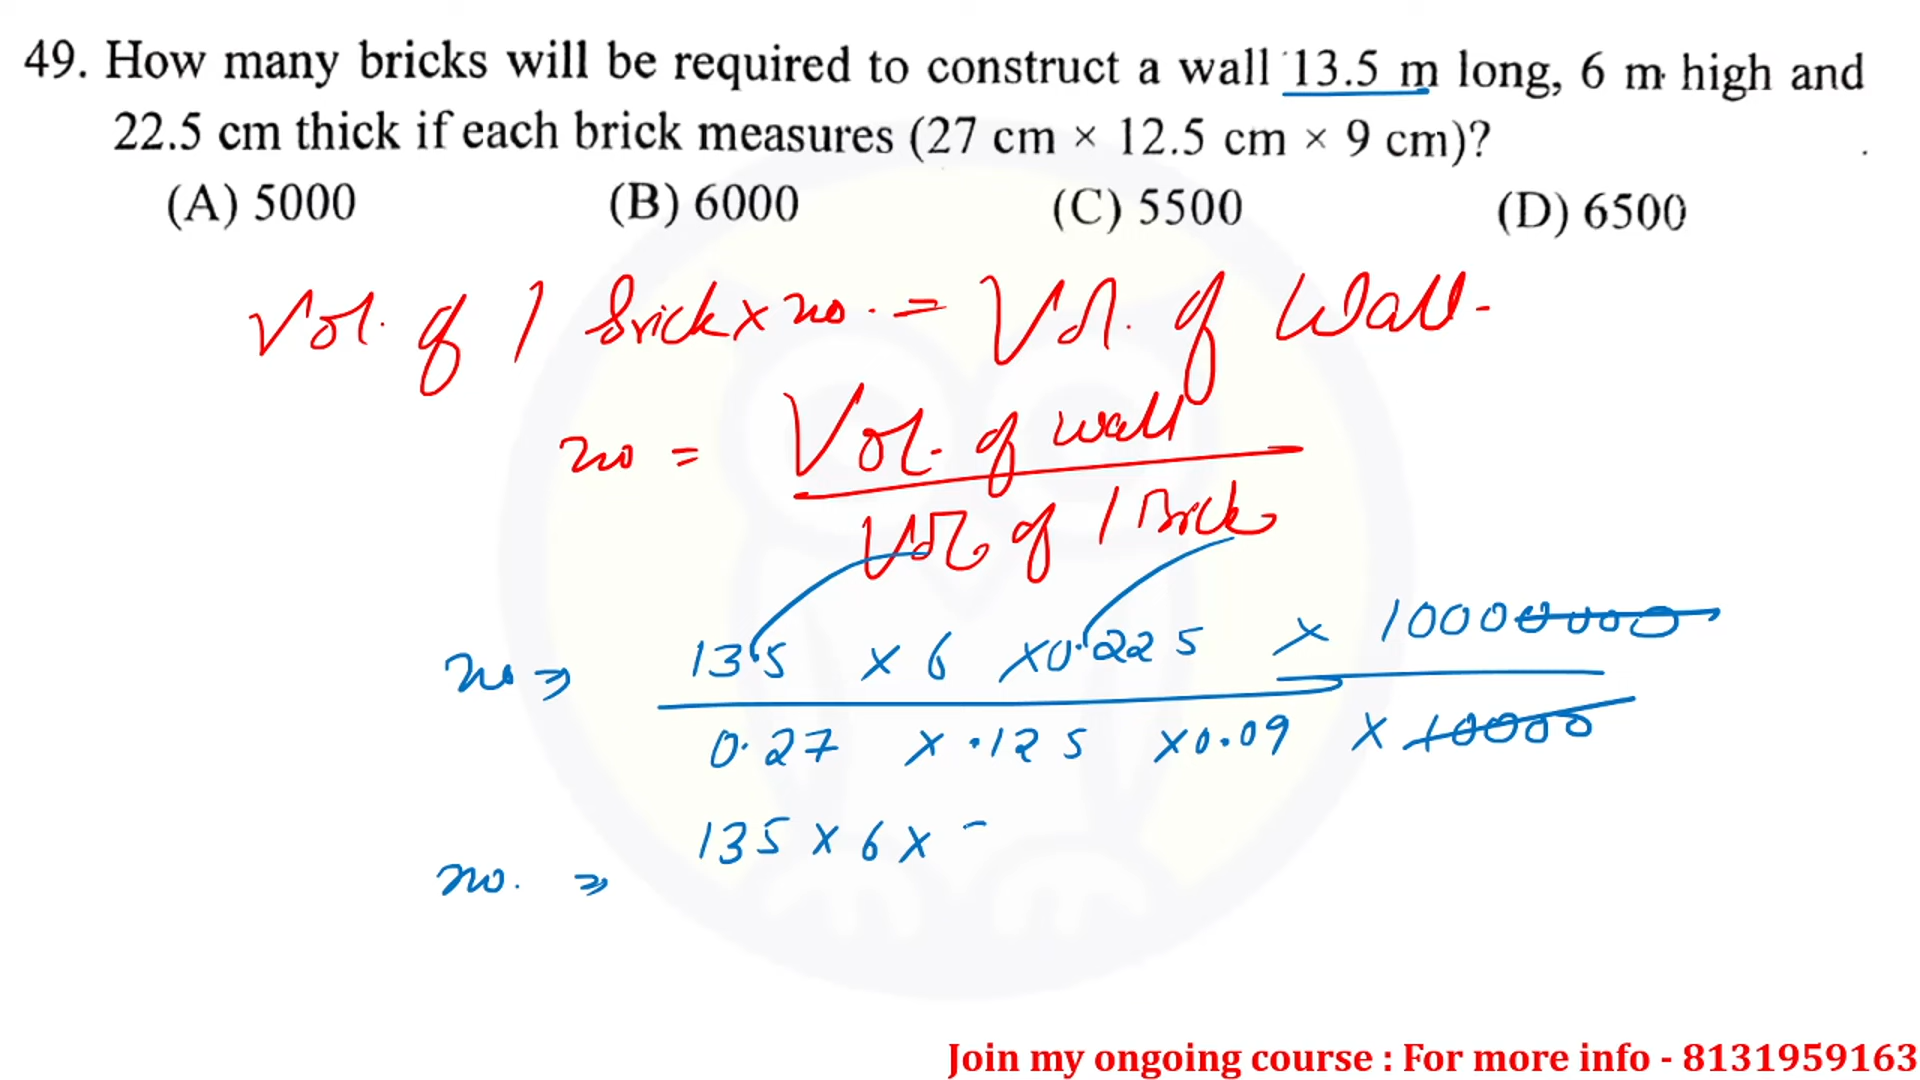 49. How many bricks will be required to construct a wall 13.5 m long, 6 m high and
22.5 cm thick if each brick measures (27 cm × 12.5 cm × 9 cm)?
(A) 5000 (B) 6000 (C) 5500 (D) 6500
Vol. of 1 brick × no. = Vol. of Wall.
no = Vol. of wall
Vol. of 1 Brick
no ⇒ 13.5 × 6 × 0.225 × 10000000
0.27 × .125 × 0.09 × 10000
135 × 6 ×
no. ⇒
Join my ongoing course : For more info - 8131959163